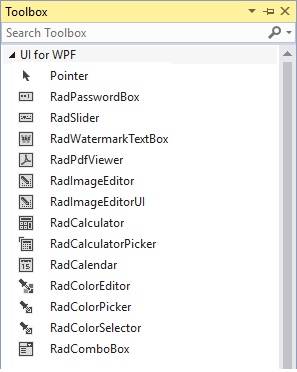 Toolbox
Search Toolbox
UI for WPF
Pointer
RadPasswordBox
RadSlider
RadWatermarkTextBox
RadPdfViewer
RadImageEditor
RadImageEditorUI
RadCalculator
RadCalculatorPicker
15 RadCalendar
RadColorEditor
RadColorPicker
RadColorSelector
RadComboBox